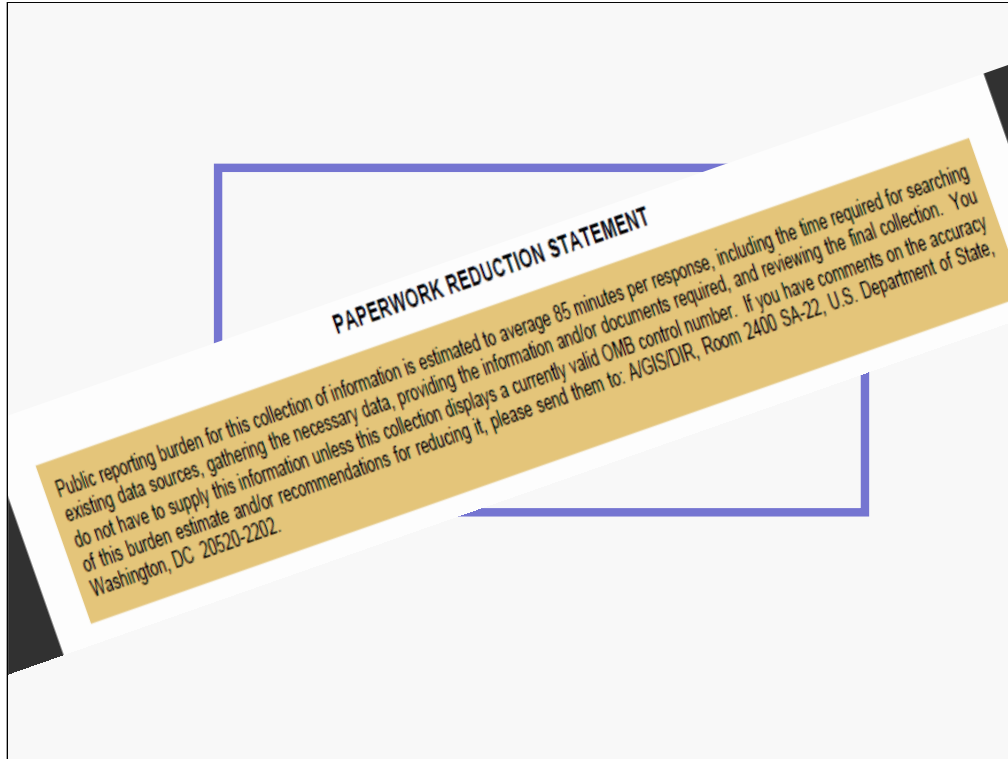 PAPERWORK REDUCTION STATEMENT
Public reporting burden for this collection of information is estimated to average 85 minutes per response, including the time required for searching
existing data sources, gathering the necessary data, providing the information and/or documents required, and reviewing the final collection. You
do not have to supply this information unless this collection displays a currently valid OMB control number. If you have comments on the accuracy
of this burden estimate and/or recommendations for reducing it, please send them to: A/GIS/DIR, Room 2400 SA-22, U.S. Department of State,
Washington, DC 20520-2202.